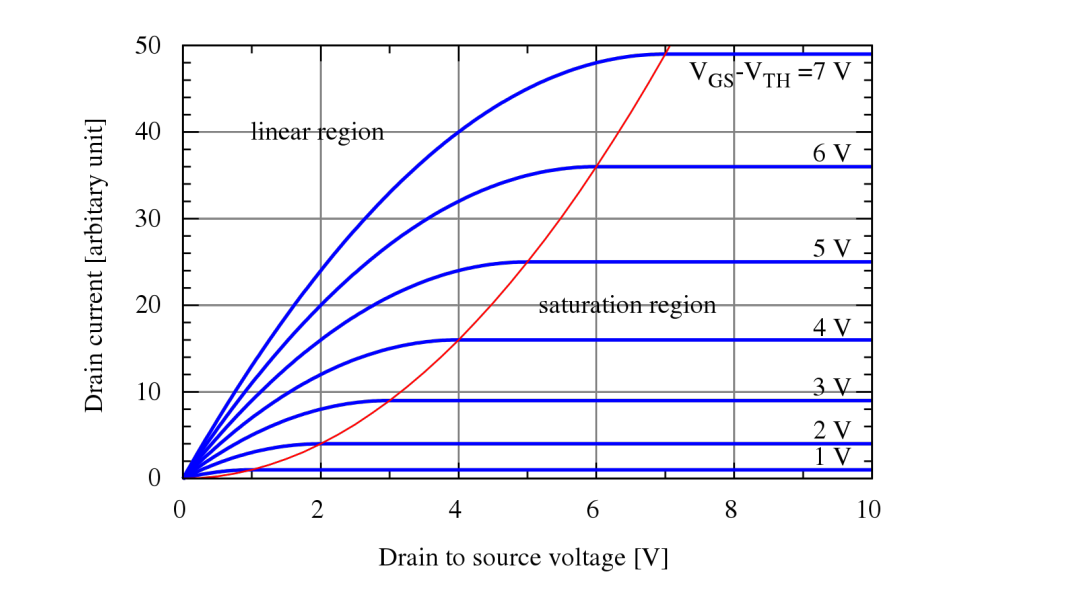 50
V_GS-V_TH =7 V
linear region
40
6 V
30
5 V
saturation region
20
4 V
3 V
10
2 V
1 V
0
0 2 4 6 8 10
Drain to source voltage [V]
Drain current [arbitary unit]